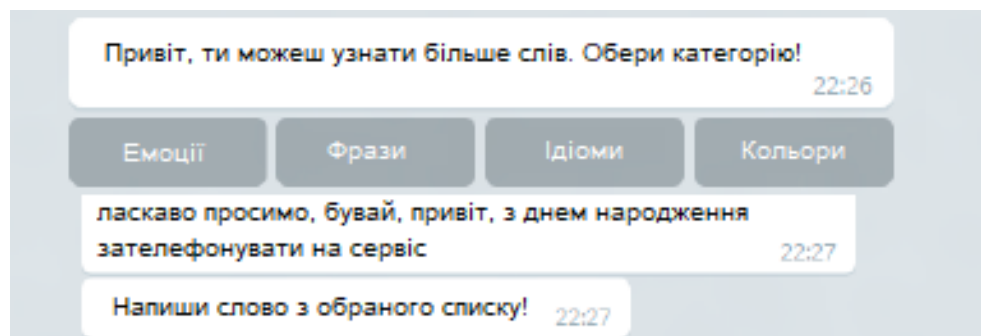 Привіт, ти можеш узнати більше слів. Обери категорію!
22:26
Емоції Фрази Ідіоми Кольори
ласкаво просимо, бувай, привіт, з днем народження
зателефонувати на сервіс 22:27
Напиши слово з обраного списку! 22:27